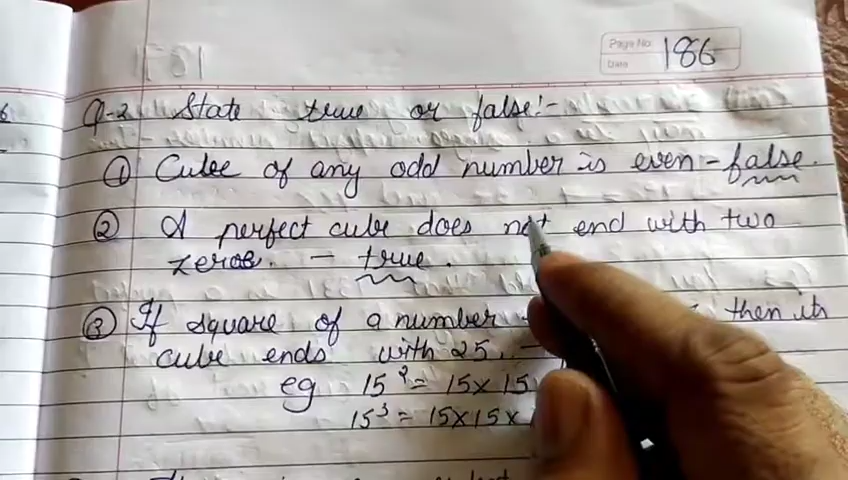 Page No. 186
Date
6
Q-2 State true or false:-
① Cube of any odd number is even - false.
② A perfect cube does not end with two
zeros. - true.
③ If square of a number then its
cube ends with 25. -
eg 15² = 15×15
15³ = 15×15×